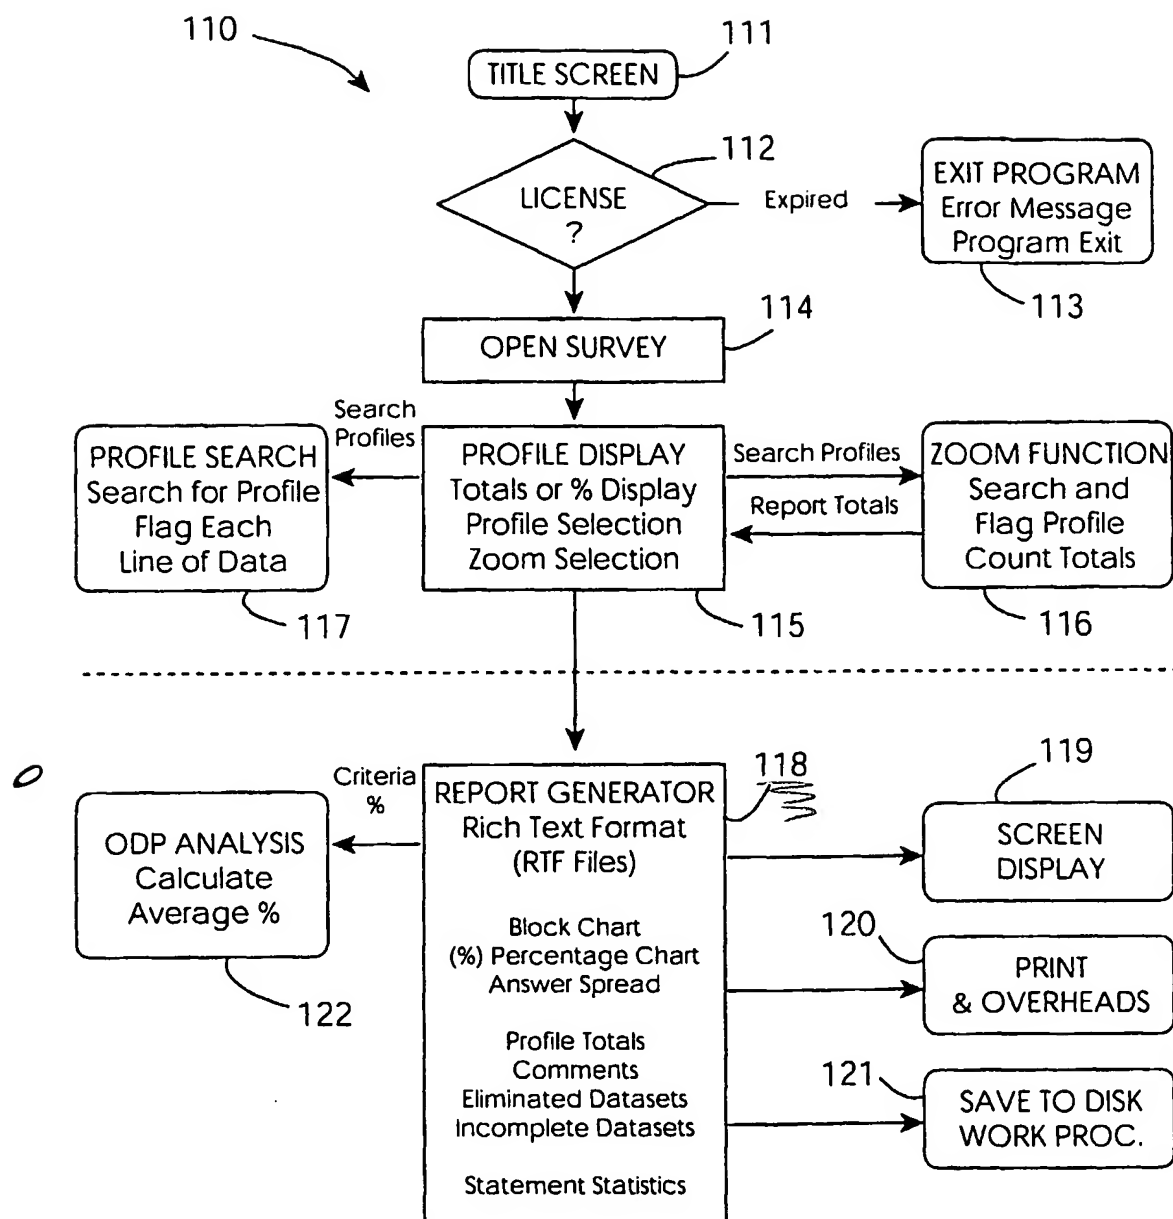 110
111
TITLE SCREEN
112
LICENSE
?
Expired
EXIT PROGRAM
Error Message
Program Exit
113
114
OPEN SURVEY
Search
Profiles
PROFILE SEARCH
Search for Profile
Flag Each
Line of Data
117
PROFILE DISPLAY
Totals or % Display
Profile Selection
Zoom Selection
115
Search Profiles
Report Totals
ZOOM FUNCTION
Search and
Flag Profile
Count Totals
116
Criteria
%
ODP ANALYSIS
Calculate
Average %
122
118
REPORT GENERATOR
Rich Text Format
(RTF Files)
Block Chart
(%) Percentage Chart
Answer Spread
Profile Totals
Comments
Eliminated Datasets
Incomplete Datasets
Statement Statistics
119
SCREEN
DISPLAY
120
PRINT
& OVERHEADS
121
SAVE TO DISK
WORK PROC.